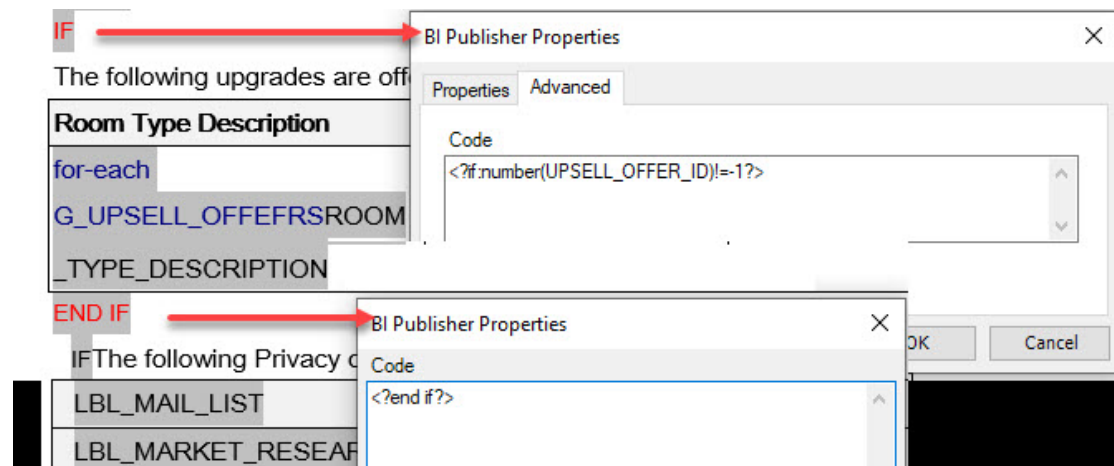 IF
BI Publisher Properties
The following upgrades are off
Properties Advanced
Room Type Description
Code
<?if:number(UPSELL_OFFER_ID)!=-1?>
for-each
G_UPSELL_OFFEFRSROOM
_TYPE_DESCRIPTION
END IF
BI Publisher Properties
OK Cancel
IFThe following Privacy
Code
<?end if?>
LBL_MAIL_LIST
LBL_MARKET_RESEAR